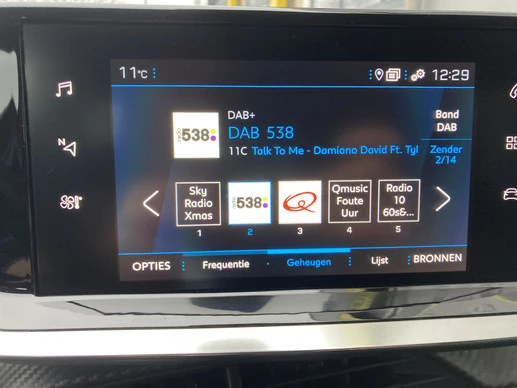 11°C
12:29
N
538
DAB+
DAB 538
11C Talk To Me - Damiano David Ft. Tyl
Band
DAB
Zender
2/14
Sky
Radio
Xmas
538
Q
Qmusic
Foute
Uur
Radio
10
60s&...
1
2
3
4
5
OPTIES
Frequentie
Geheugen
Lijst
BRONNEN